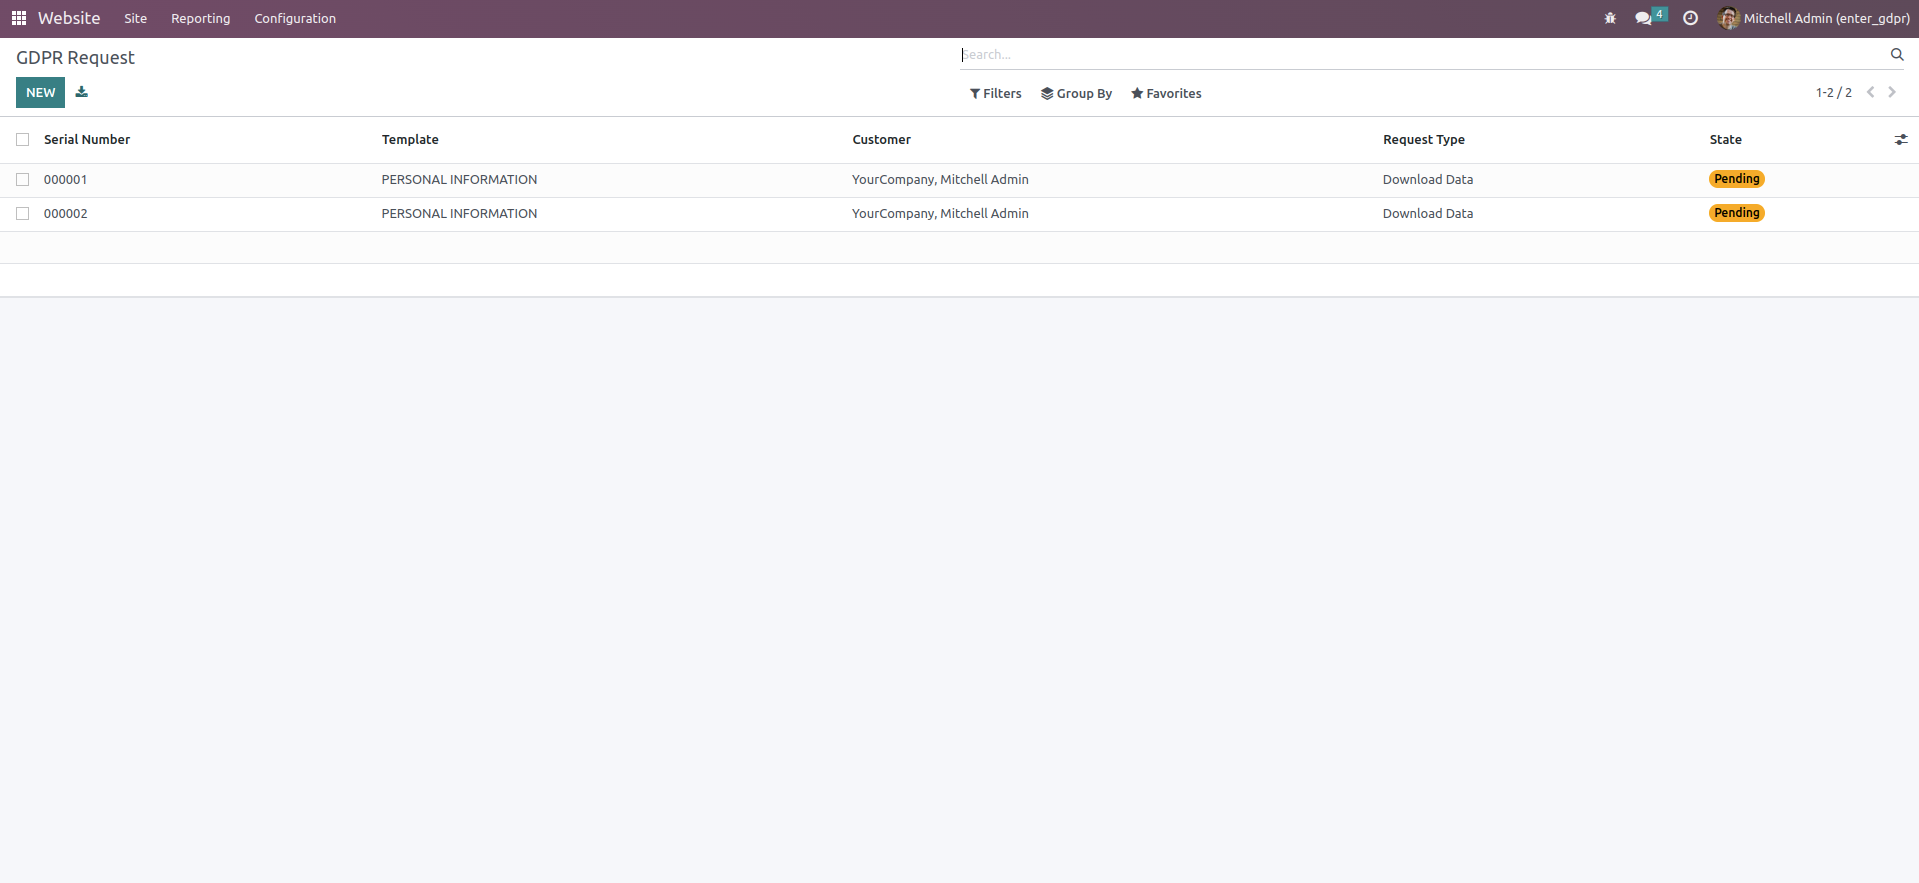 Website Site Reporting Configuration 4 Mitchell Admin (enter_gdpr)
GDPR Request Search...
NEW Filters Group By Favorites 1-2 / 2
Serial Number Template Customer Request Type State
000001 PERSONAL INFORMATION YourCompany, Mitchell Admin Download Data Pending
000002 PERSONAL INFORMATION YourCompany, Mitchell Admin Download Data Pending